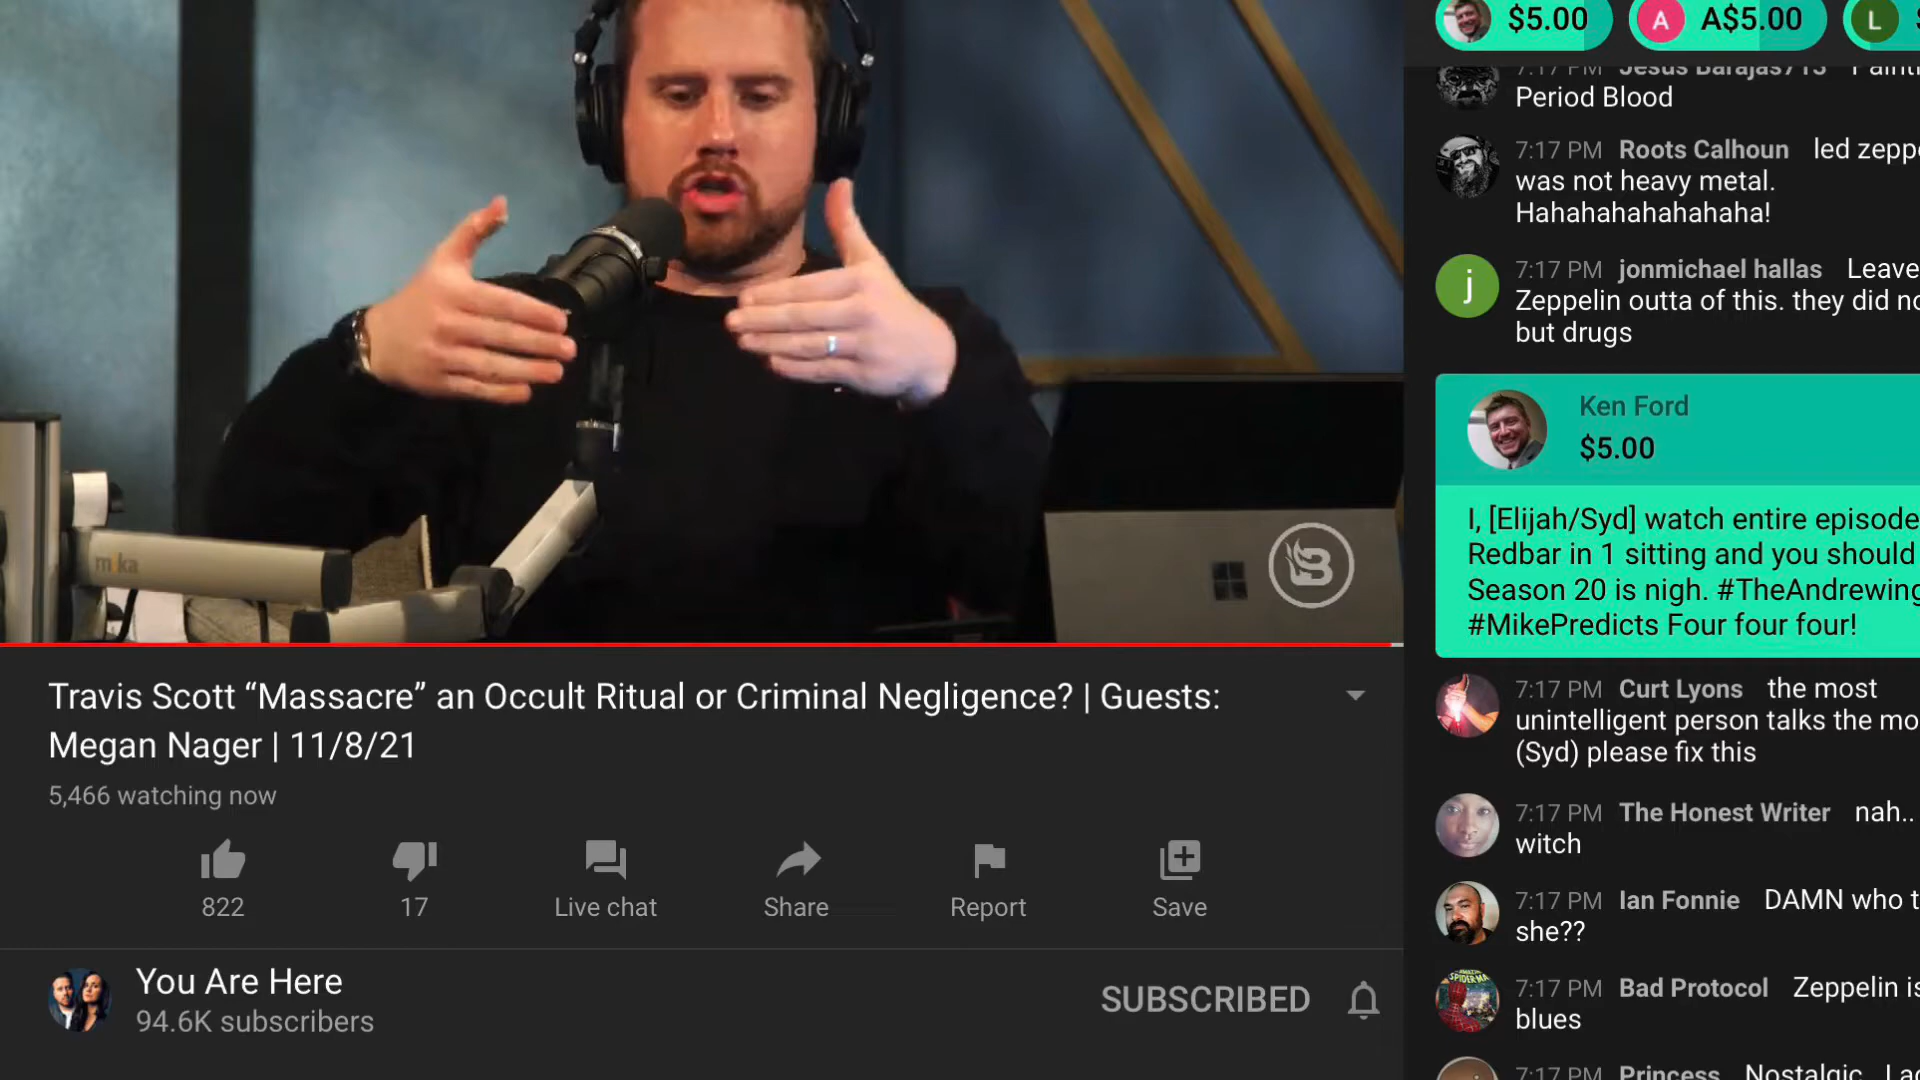 mika
Travis Scott “Massacre” an Occult Ritual or Criminal Negligence? | Guests:
Megan Nager | 11/8/21
5,466 watching now
822
17
Live chat
Share
Report
Save
You Are Here
94.6K subscribers
SUBSCRIBED
$5.00
A A$5.00
L
7:17 PM Jesus Barajas713
Period Blood
7:17 PM Roots Calhoun led
was not heavy metal.
Hahahahahahahaha!
j
7:17 PM jonmichael hallas Leave
Zeppelin outta of this. they did
but drugs
Ken Ford
$5.00
I, [Elijah/Syd] watch entire episode
Redbar in 1 sitting and you should
Season 20 is nigh. #TheAndrewing
#MikePredicts Four four four!
7:17 PM Curt Lyons the most
unintelligent person talks the
(Syd) please fix this
7:17 PM The Honest Writer nah..
witch
7:17 PM Ian Fonnie DAMN who
she??
7:17 PM Bad Protocol Zeppelin
blues
7:17 PM Princess Nostalgic